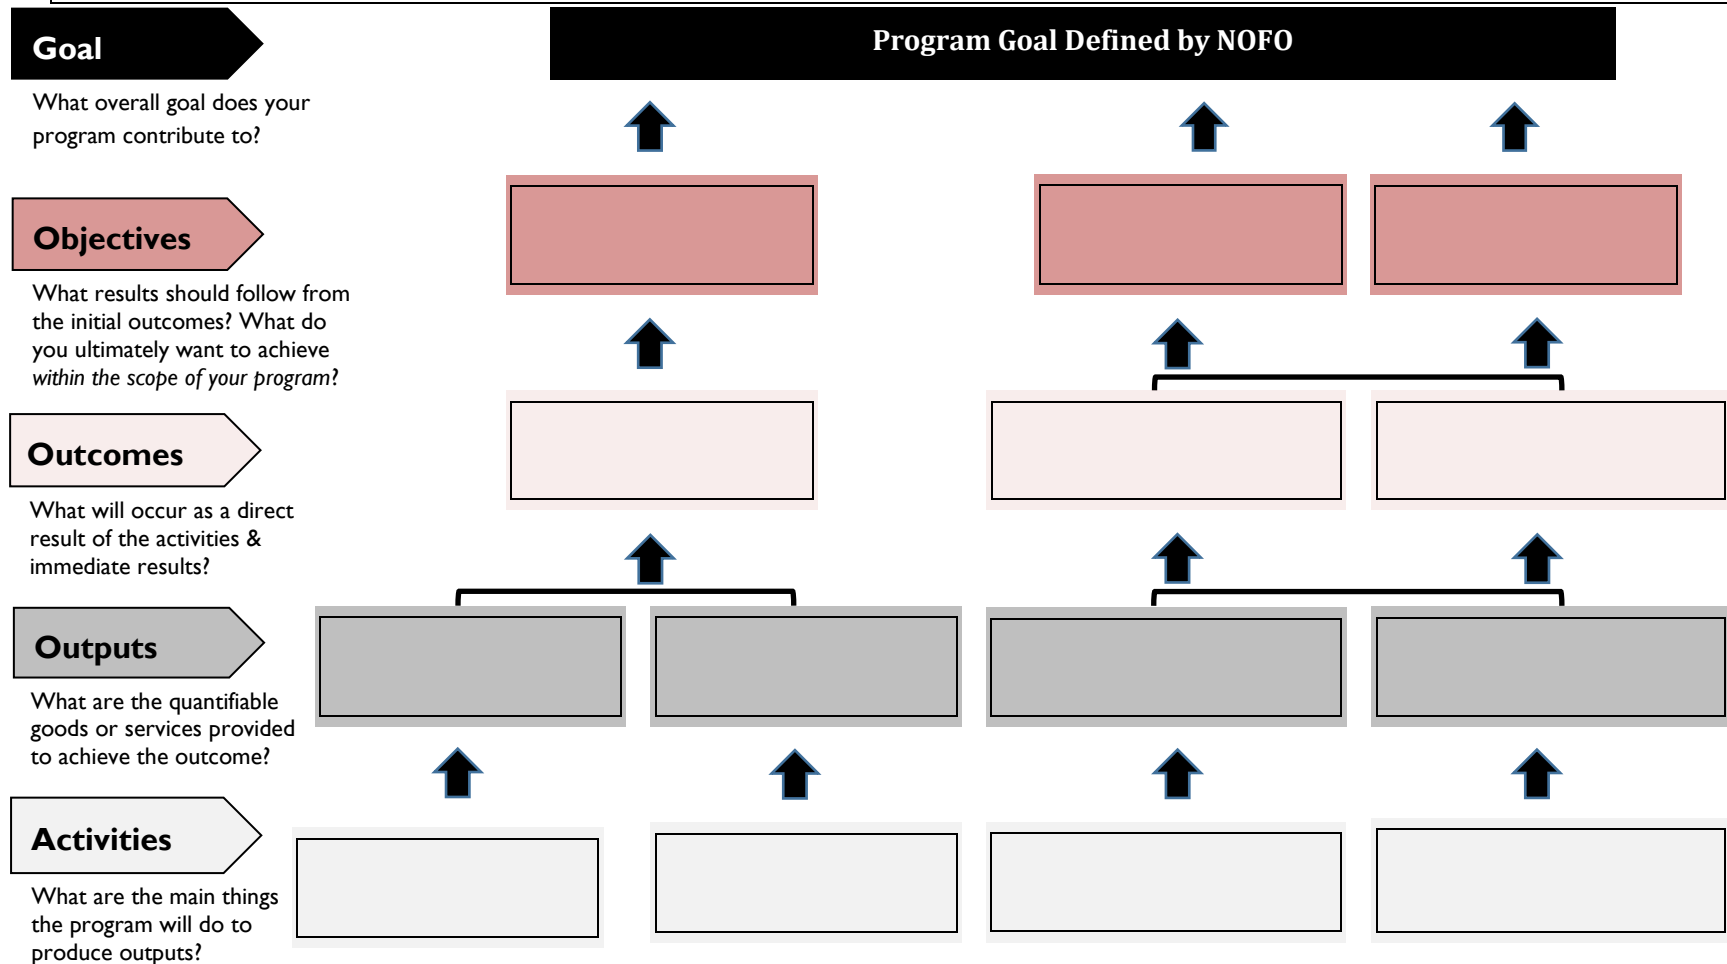 Goal
Program Goal Defined by NOFO
What overall goal does your
program contribute to?
Objectives
What results should follow from
the initial outcomes? What do
you ultimately want to achieve
within the scope of your program?
Outcomes
What will occur as a direct
result of the activities &
immediate results?
Outputs
What are the quantifiable
goods or services provided
to achieve the outcome?
Activities
What are the main things
the program will do to
produce outputs?